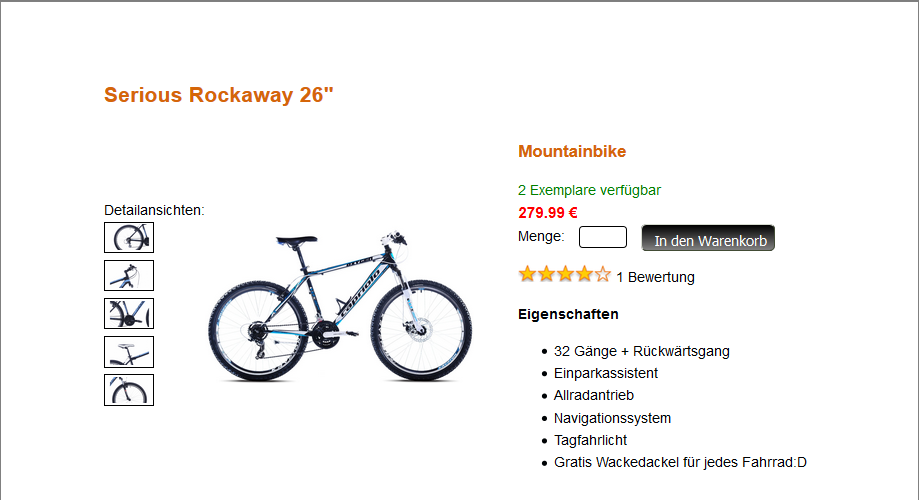 Serious Rockaway 26"
Mountainbike
2 Exemplare verfügbar
279.99 €
Menge:
In den Warenkorb
1 Bewertung
Detailansichten:
capriolo
Eigenschaften
32 Gänge + Rückwärtsgang
Einparkassistent
Allradantrieb
Navigationssystem
Tagfahrlicht
Gratis Wackedackel für jedes Fahrrad:D